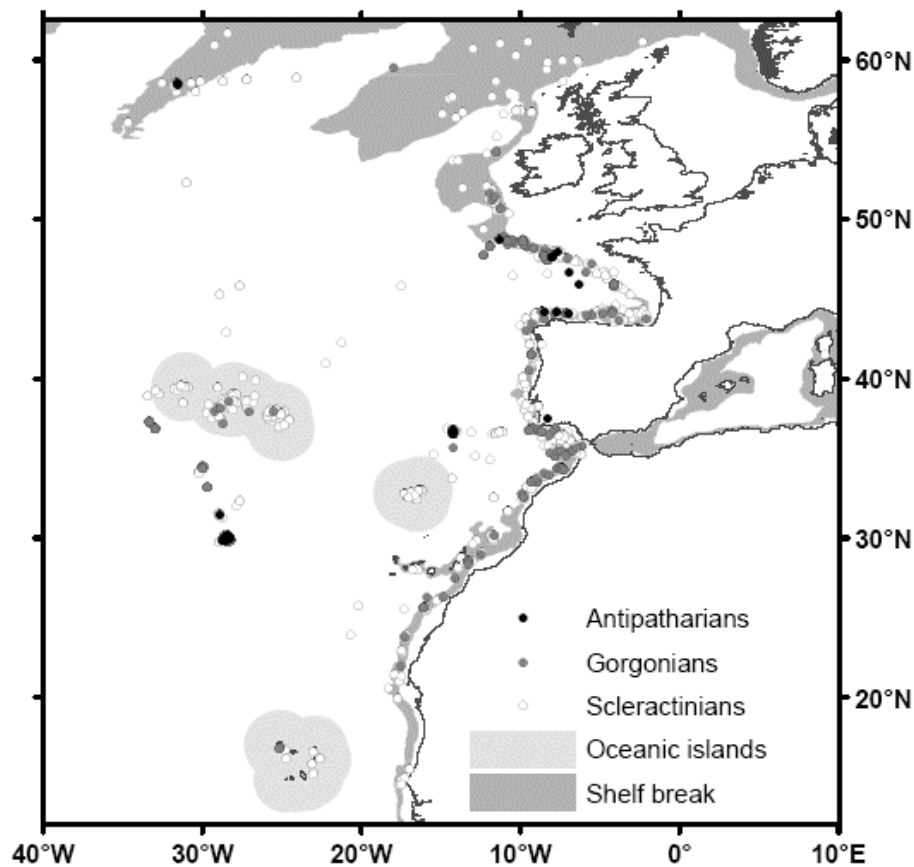 60°N
50°N
40°N
30°N
20°N
Antipatharians
Gorgonians
Scleractinians
Oceanic islands
Shelf break
40°W 30°W 20°W 10°W 0° 10°E